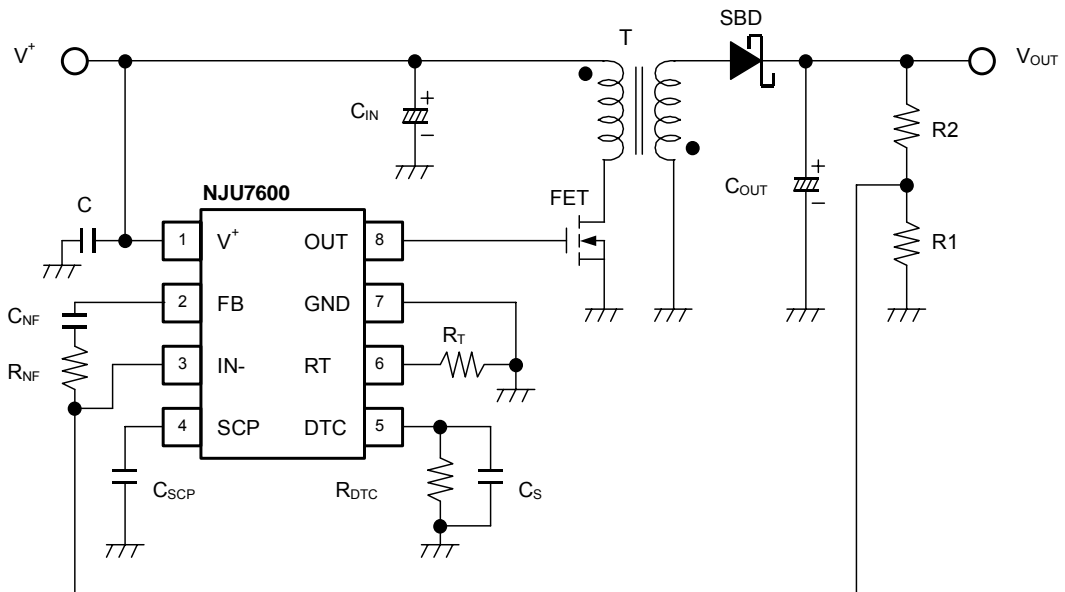 SBD
T
V+
VOUT
CIN
+
−
R2
+
−
COUT
NJU7600
FET
C
R1
1 V+ OUT 8
2 FB GND 7
CNF
RT
RNF
3 IN- RT 6
4 SCP DTC 5
CSCP
RDTC
CS